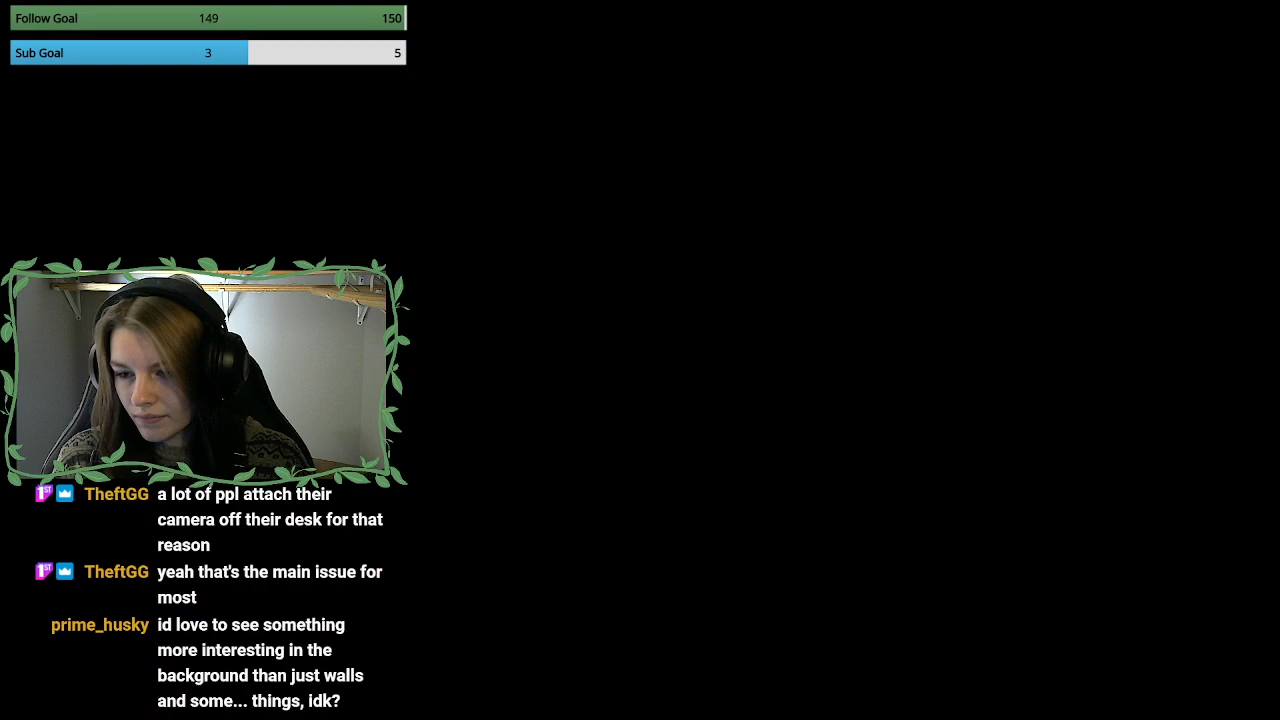 Follow Goal 149 150
Sub Goal 3 5
1ST TheftGG a lot of ppl attach their
camera off their desk for that
reason
1ST TheftGG yeah that's the main issue for
most
prime_husky id love to see something
more interesting in the
background than just walls
and some... things, idk?